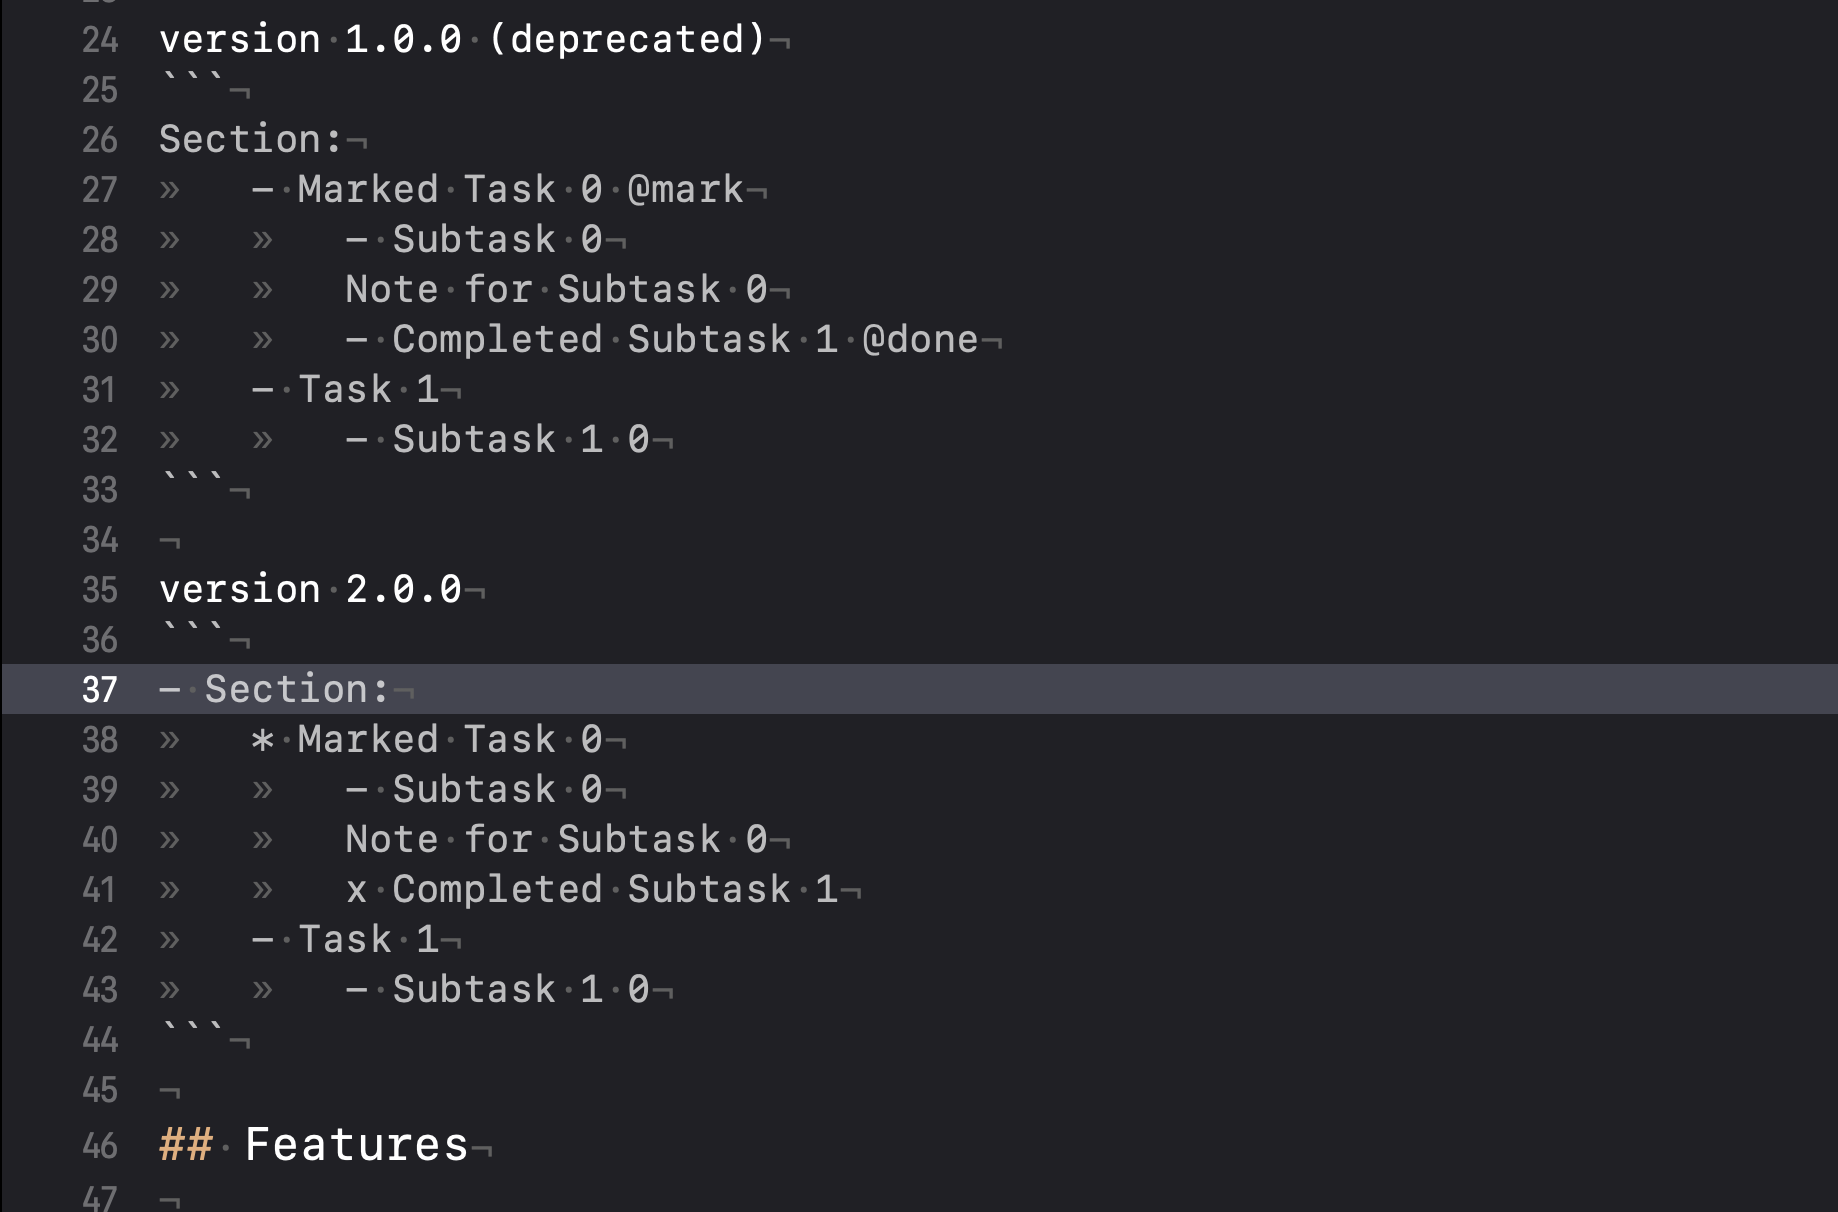 24 version·1.0.0·(deprecated)¬
25 ```¬
26 Section:¬
27 » -·Marked·Task·0·@mark¬
28 » » -·Subtask·0¬
29 » » Note·for·Subtask·0¬
30 » » -·Completed·Subtask·1·@done¬
31 » -·Task·1¬
32 » » -·Subtask·1·0¬
33 ```¬
34 ¬
35 version·2.0.0¬
36 ```¬
37 -·Section:¬
38 » *·Marked·Task·0¬
39 » » -·Subtask·0¬
40 » » Note·for·Subtask·0¬
41 » » x·Completed·Subtask·1¬
42 » -·Task·1¬
43 » » -·Subtask·1·0¬
44 ```¬
45 ¬
46 ##·Features¬
47 ¬